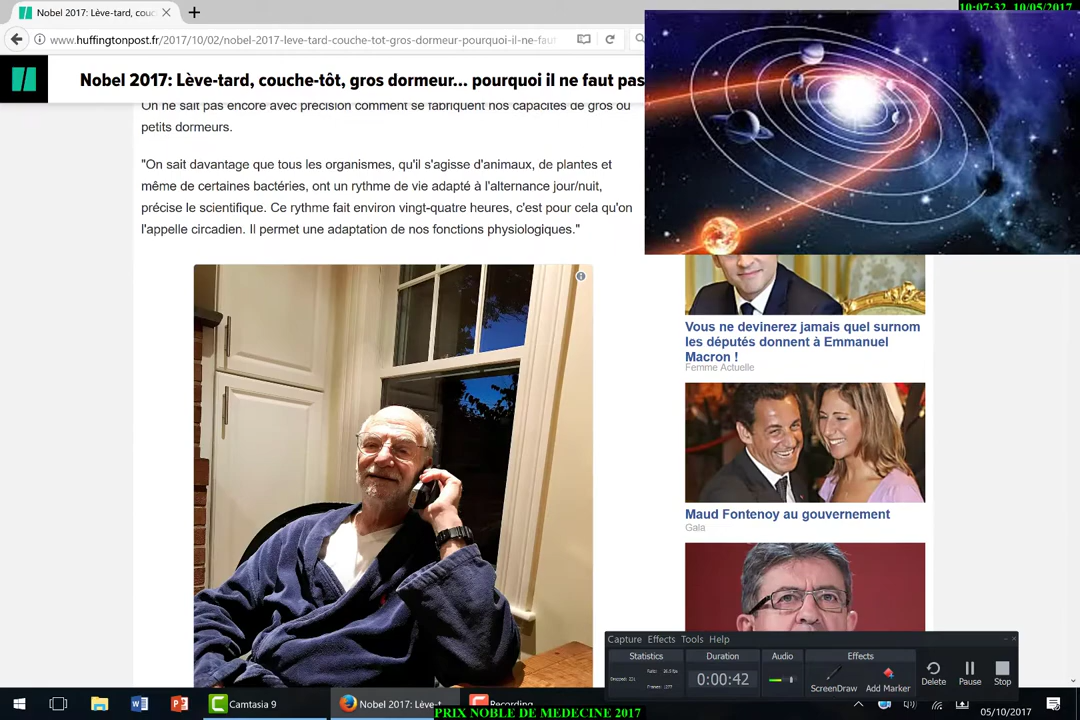 Nobel 2017: Lève-tard, couc
10:07:32, 10/05/2017
www.huffingtonpost.fr/2017/10/02/nobel-2017-leve-tard-couche-tot-gros-dormeur-pourquoi-il-ne-faut
Nobel 2017: Lève-tard, couche-tôt, gros dormeur... pourquoi il ne faut pas
On ne sait pas encore avec précision comment se fabriquent nos capacités de gros ou
petits dormeurs.
"On sait davantage que tous les organismes, qu'il s'agisse d'animaux, de plantes et
même de certaines bactéries, ont un rythme de vie adapté à l'alternance jour/nuit,
précise le scientifique. Ce rythme fait environ vingt-quatre heures, c'est pour cela qu'on
l'appelle circadien. Il permet une adaptation de nos fonctions physiologiques."
Vous ne devinerez jamais quel surnom
les députés donnent à Emmanuel
Macron !
Femme Actuelle
Maud Fontenoy au gouvernement
Gala
Capture Effects Tools Help
Statistics Duration Audio Effects
0:00:42
ScreenDraw Add Marker Delete Pause Stop
Camtasia 9 Nobel 2017: Lève-t Recording
05/10/2017
PRIX NOBLE DE MEDECINE 2017